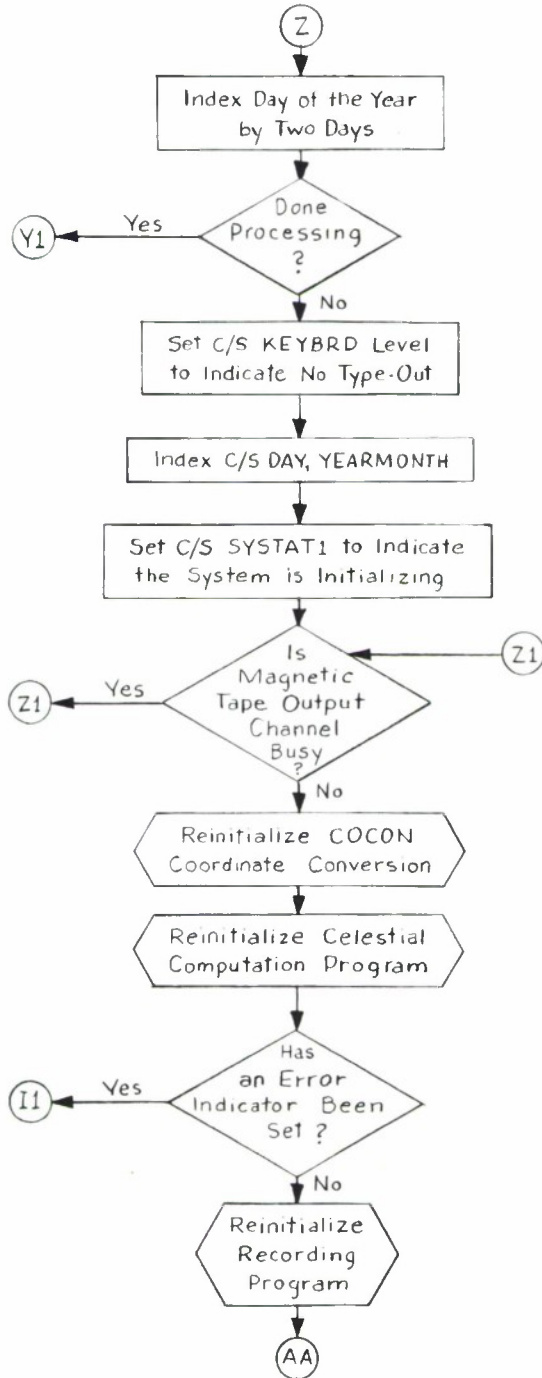 Z
Index Day of the Year
by Two Days
Done
Processing
?
Yes
Y1
No
Set C/S KEYBRD Level
to Indicate No Type-Out
Index C/S DAY, YEARMONTH
Set C/S SYSTAT1 to Indicate
the System is Initializing
Z1
Is
Magnetic
Tape Output
Channel
Busy
?
Yes
Z1
No
Reinitialize COCON
Coordinate Conversion
Reinitialize Celestial
Computation Program
Has
an Error
Indicator Been
Set ?
Yes
I1
No
Reinitialize
Recording
Program
AA